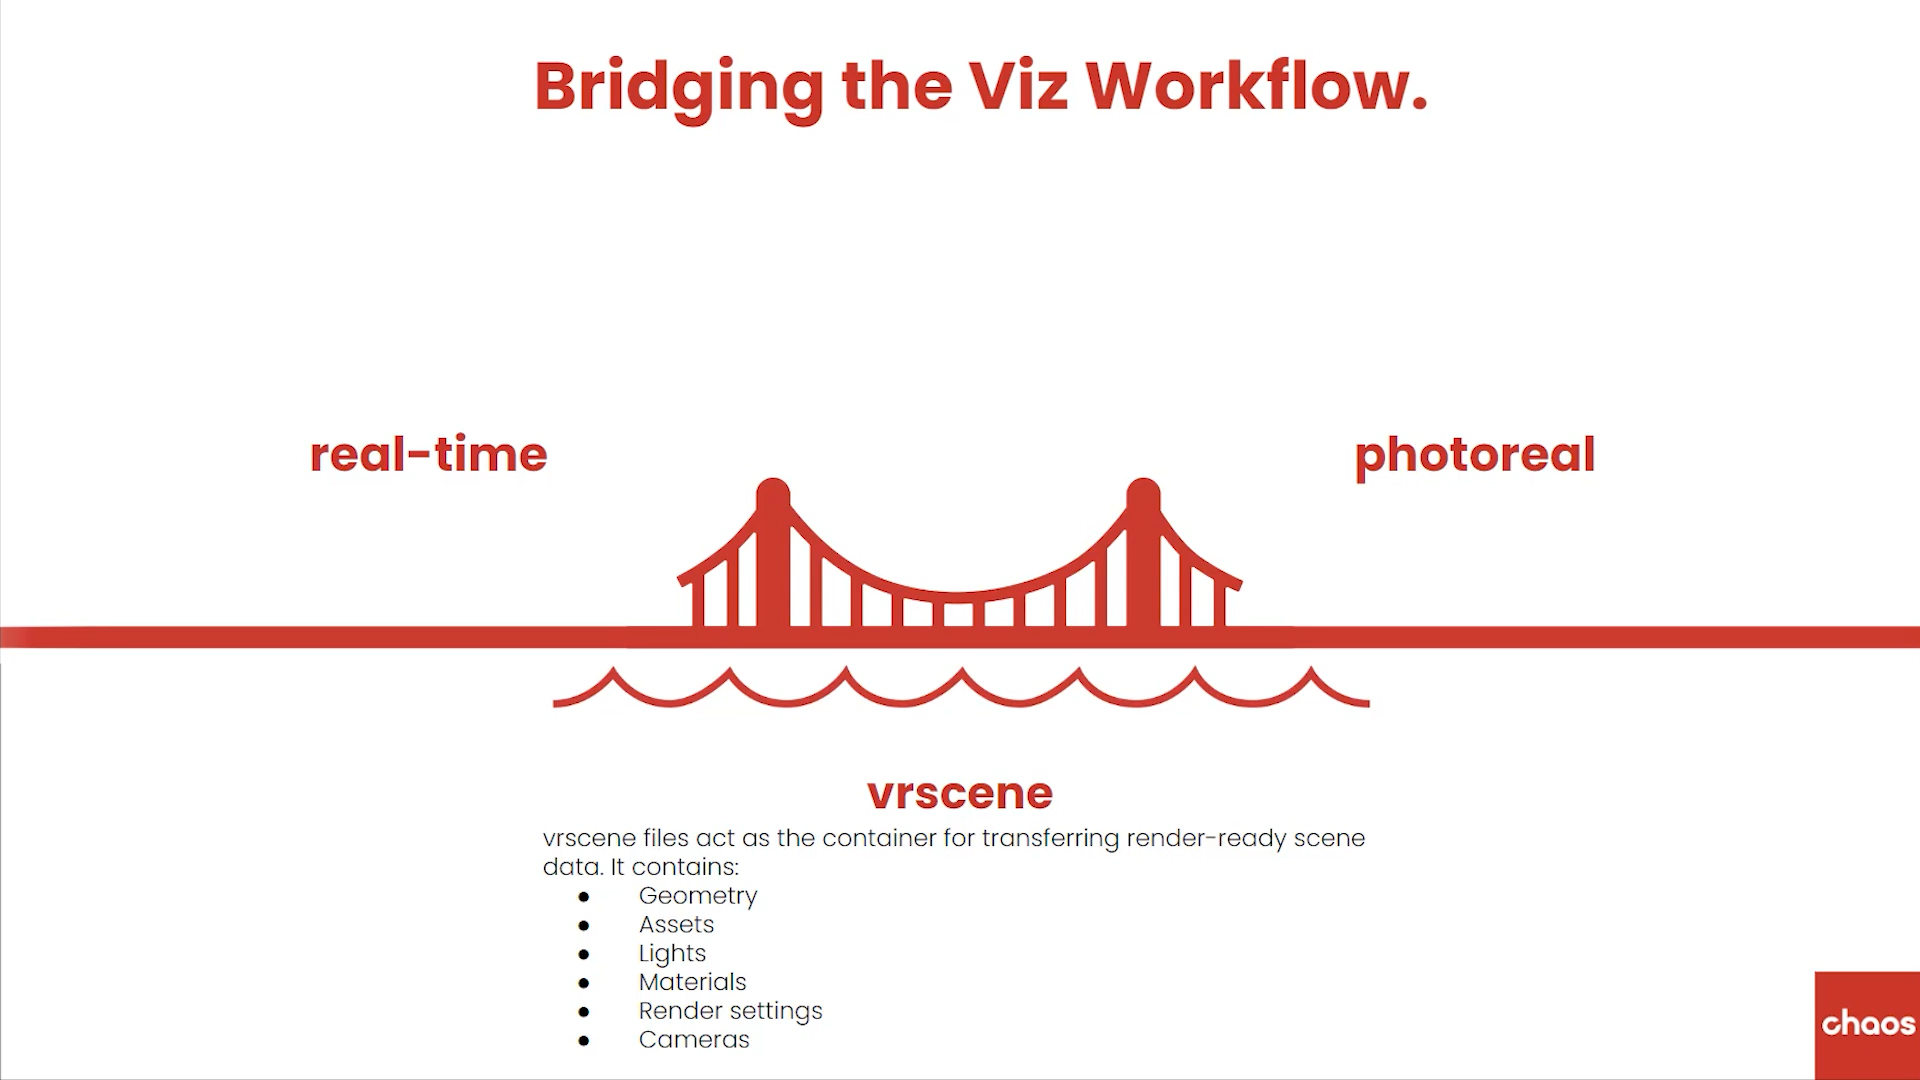 Bridging the Viz Workflow.
real-time
photoreal
vrscene
vrscene files act as the container for transferring render-ready scene
data. It contains:
● Geometry
● Assets
● Lights
● Materials
● Render settings
● Cameras
chaos